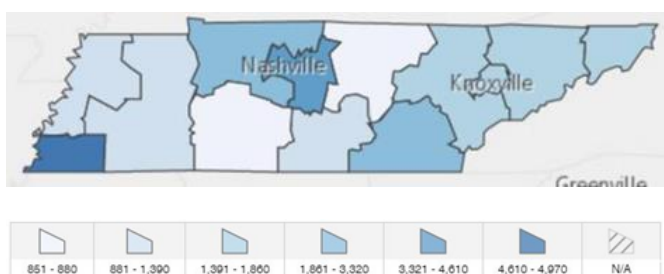 Nashville
Knoxville
Greenville
851 - 880
881 - 1,390
1,391 - 1,860
1,861 - 3,320
3,321 - 4,610
4,610 - 4,970
N/A